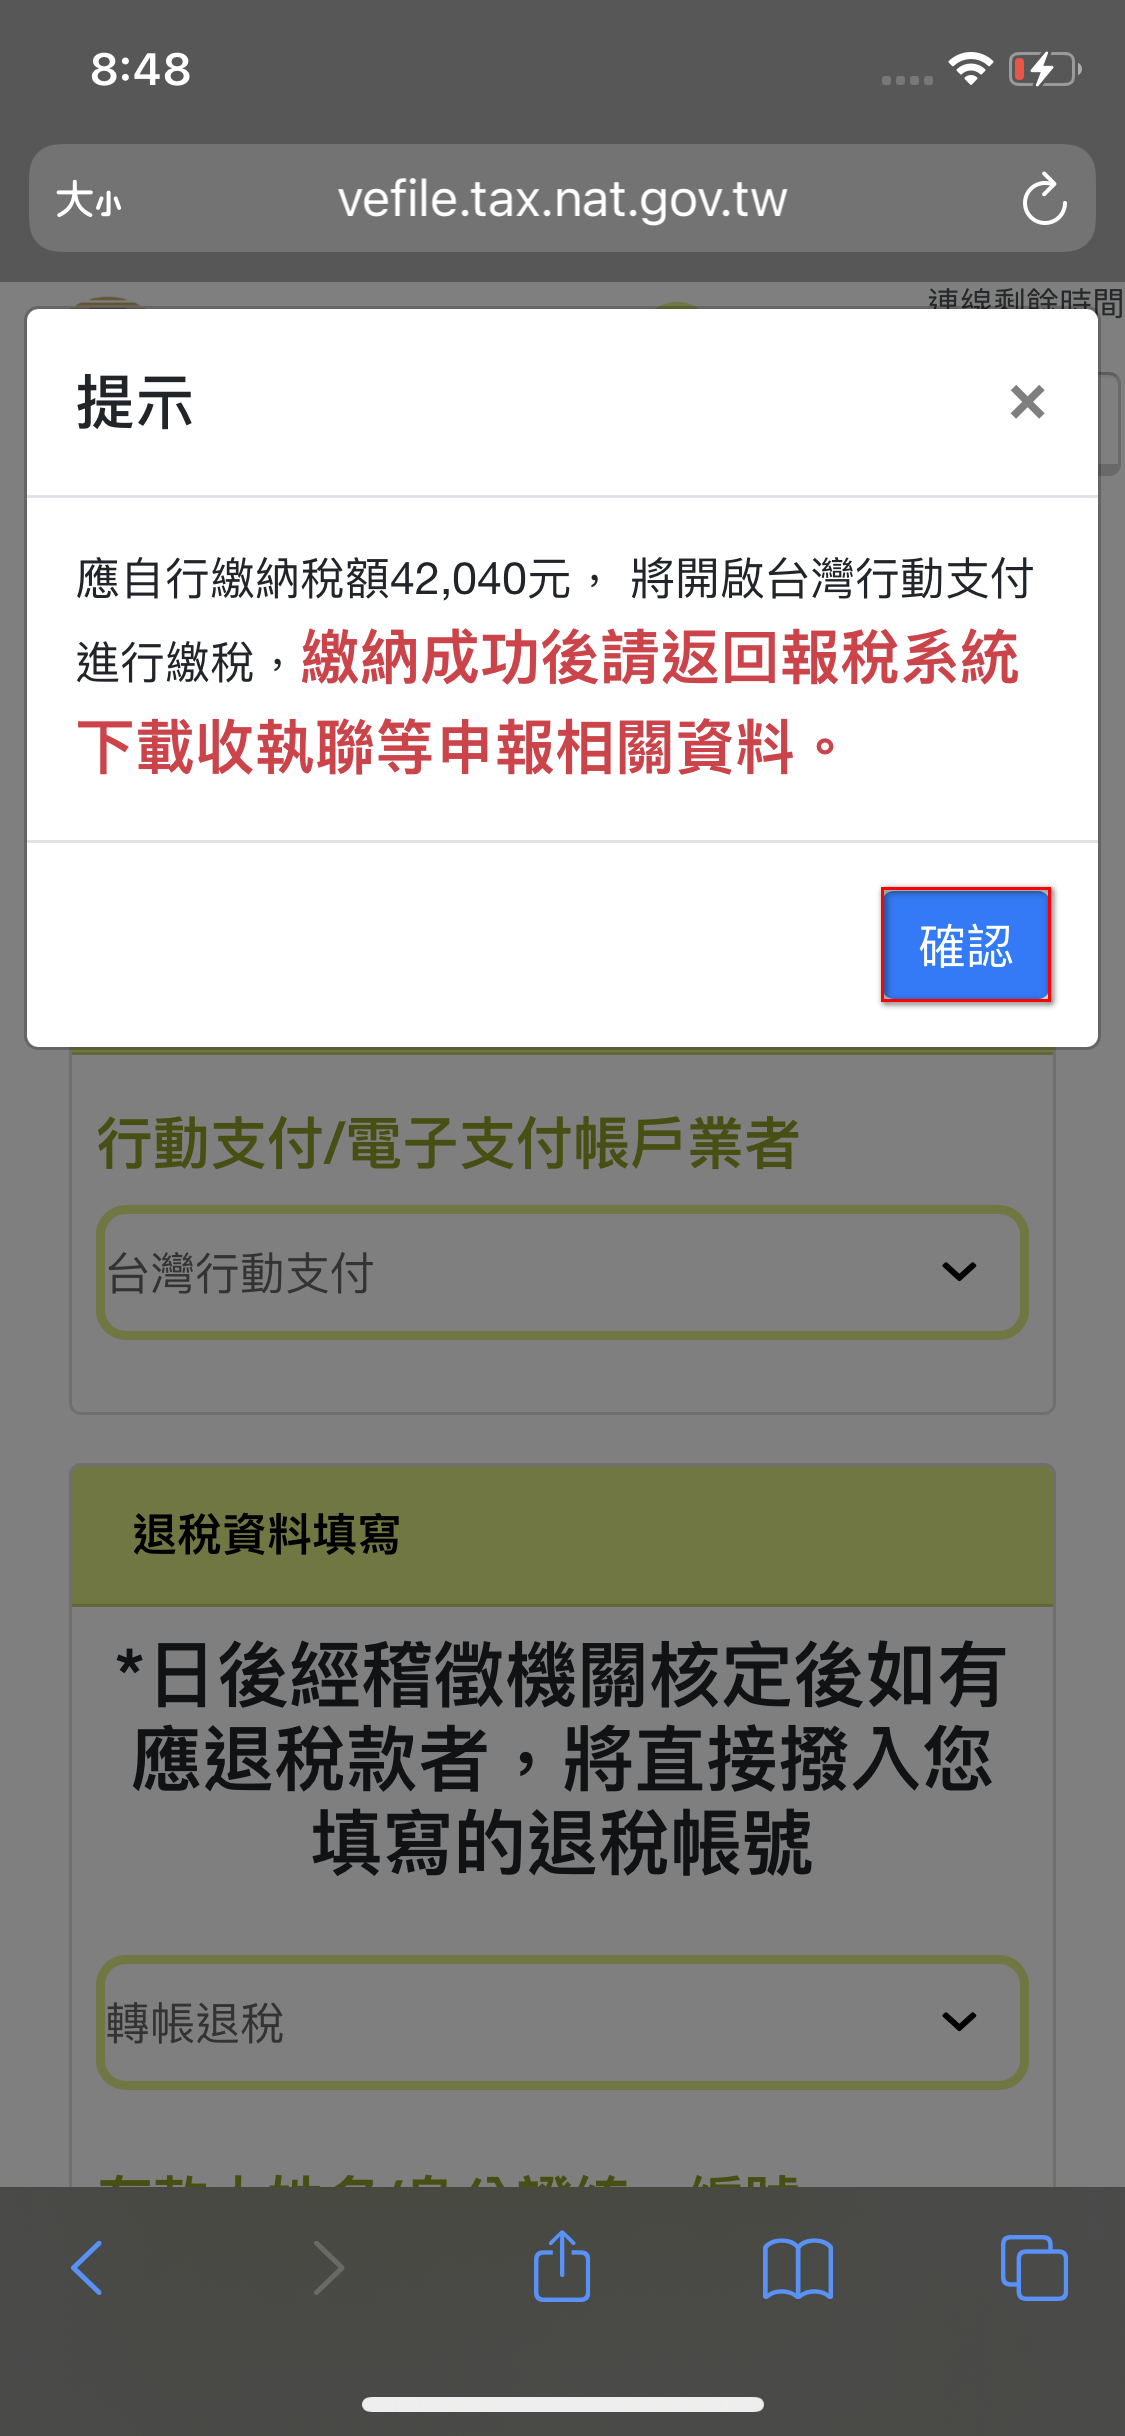 8:48
大小 vefile.tax.nat.gov.tw
連線剩餘時間
提示 ×
應自行繳納稅額42,040元， 將開啟台灣行動支付
進行繳稅，繳納成功後請返回報稅系統
下載收執聯等申報相關資料。
確認
行動支付/電子支付帳戶業者
台灣行動支付
退稅資料填寫
*日後經稽徵機關核定後如有
應退稅款者，將直接撥入您
填寫的退稅帳號
轉帳退稅